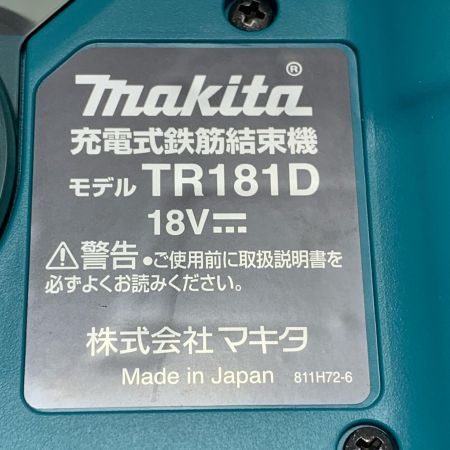 makita®
充電式鉄筋結束機
モデル TR181D
18V⎓
⚠警告 ●ご使用前に取扱説明書を
必ずよくお読みください。
株式会社 マキタ
Made in Japan 811H72-6